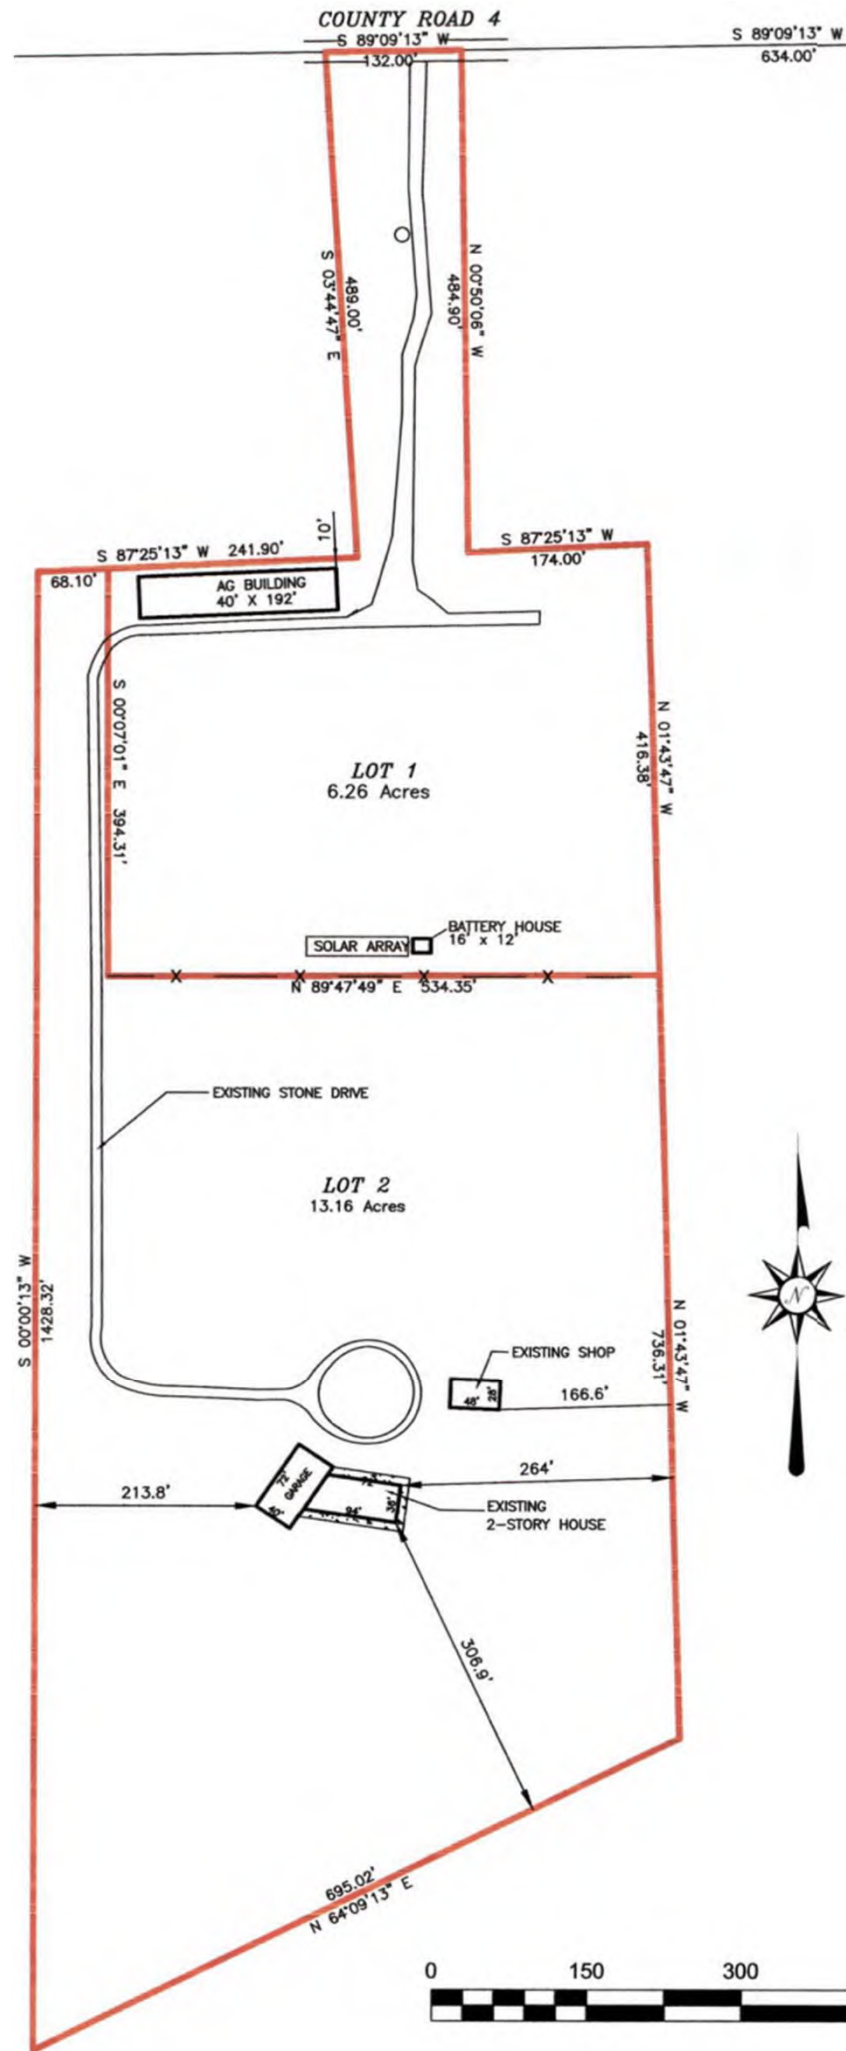 COUNTY ROAD 4
S 89°09'13" W
132.00'
S 89°09'13" W
634.00'
S 03°44'47" E
489.00'
N 00°50'06" W
484.90'
S 87°25'13" W 241.90'
10'
S 87°25'13" W
174.00'
68.10'
AG BUILDING
40' X 192'
S 00°07'01" E 394.31'
LOT 1
6.26 Acres
N 01°43'47" W
416.38'
SOLAR ARRAY
BATTERY HOUSE
16' x 12'
X X X X
N 89°47'49" E 534.35'
EXISTING STONE DRIVE
LOT 2
13.16 Acres
S 00°00'13" W
1428.32'
N 01°43'47" W
736.31'
EXISTING SHOP
48'
28'
166.6'
N
213.8'
72'
GARAGE
40'
72'
38'
264'
EXISTING
2-STORY HOUSE
306.9'
695.02'
N 64°09'13" E
0 150 300